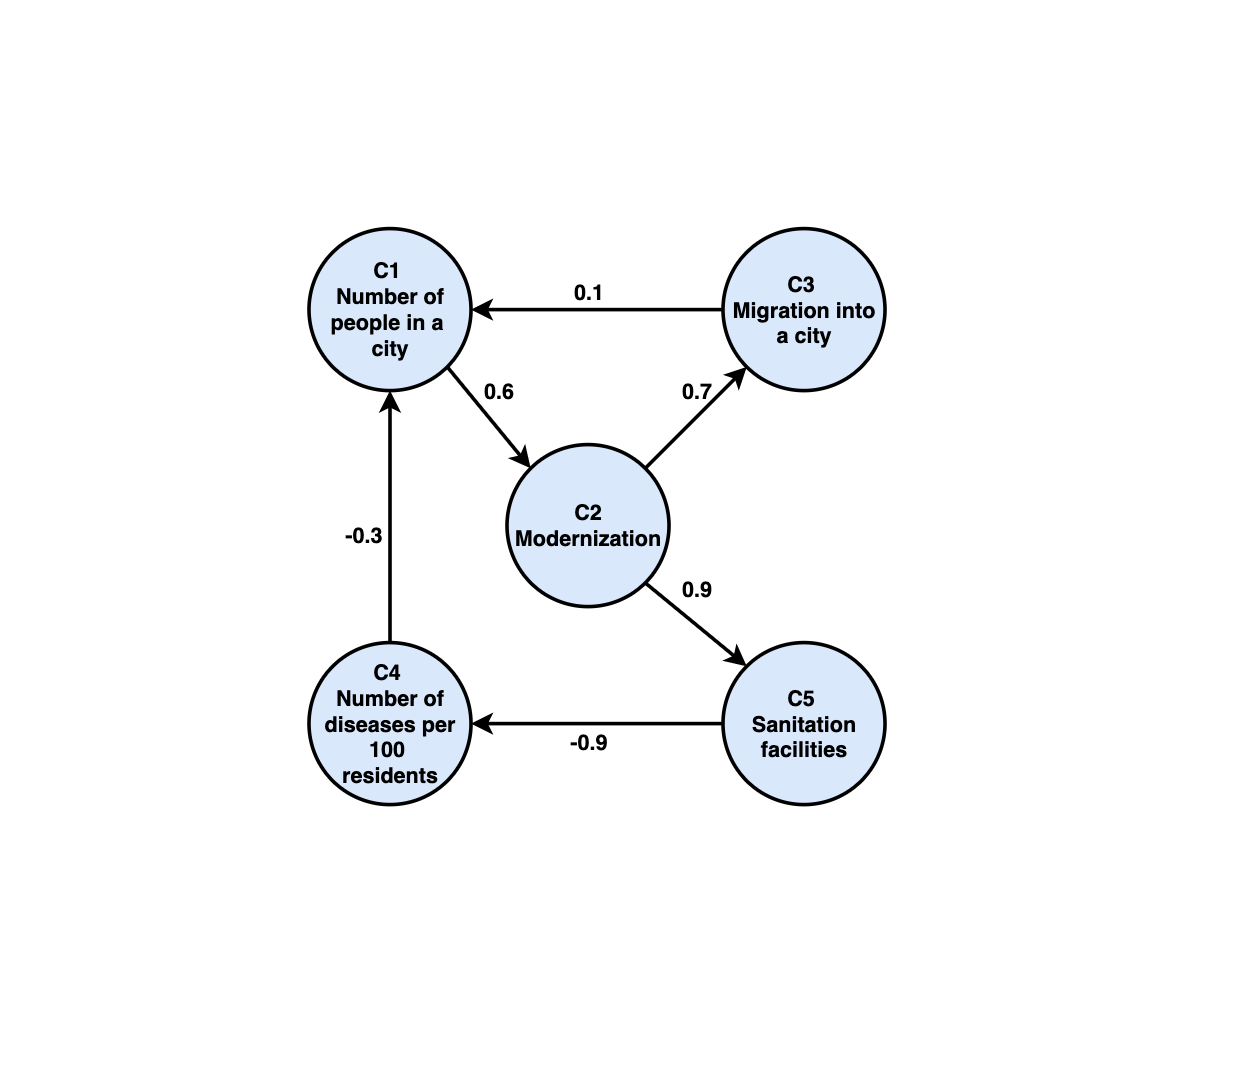 C1
Number of
people in a
city
0.1
C3
Migration into
a city
0.6
0.7
C2
Modernization
-0.3
0.9
C4
Number of
diseases per
100
residents
-0.9
C5
Sanitation
facilities